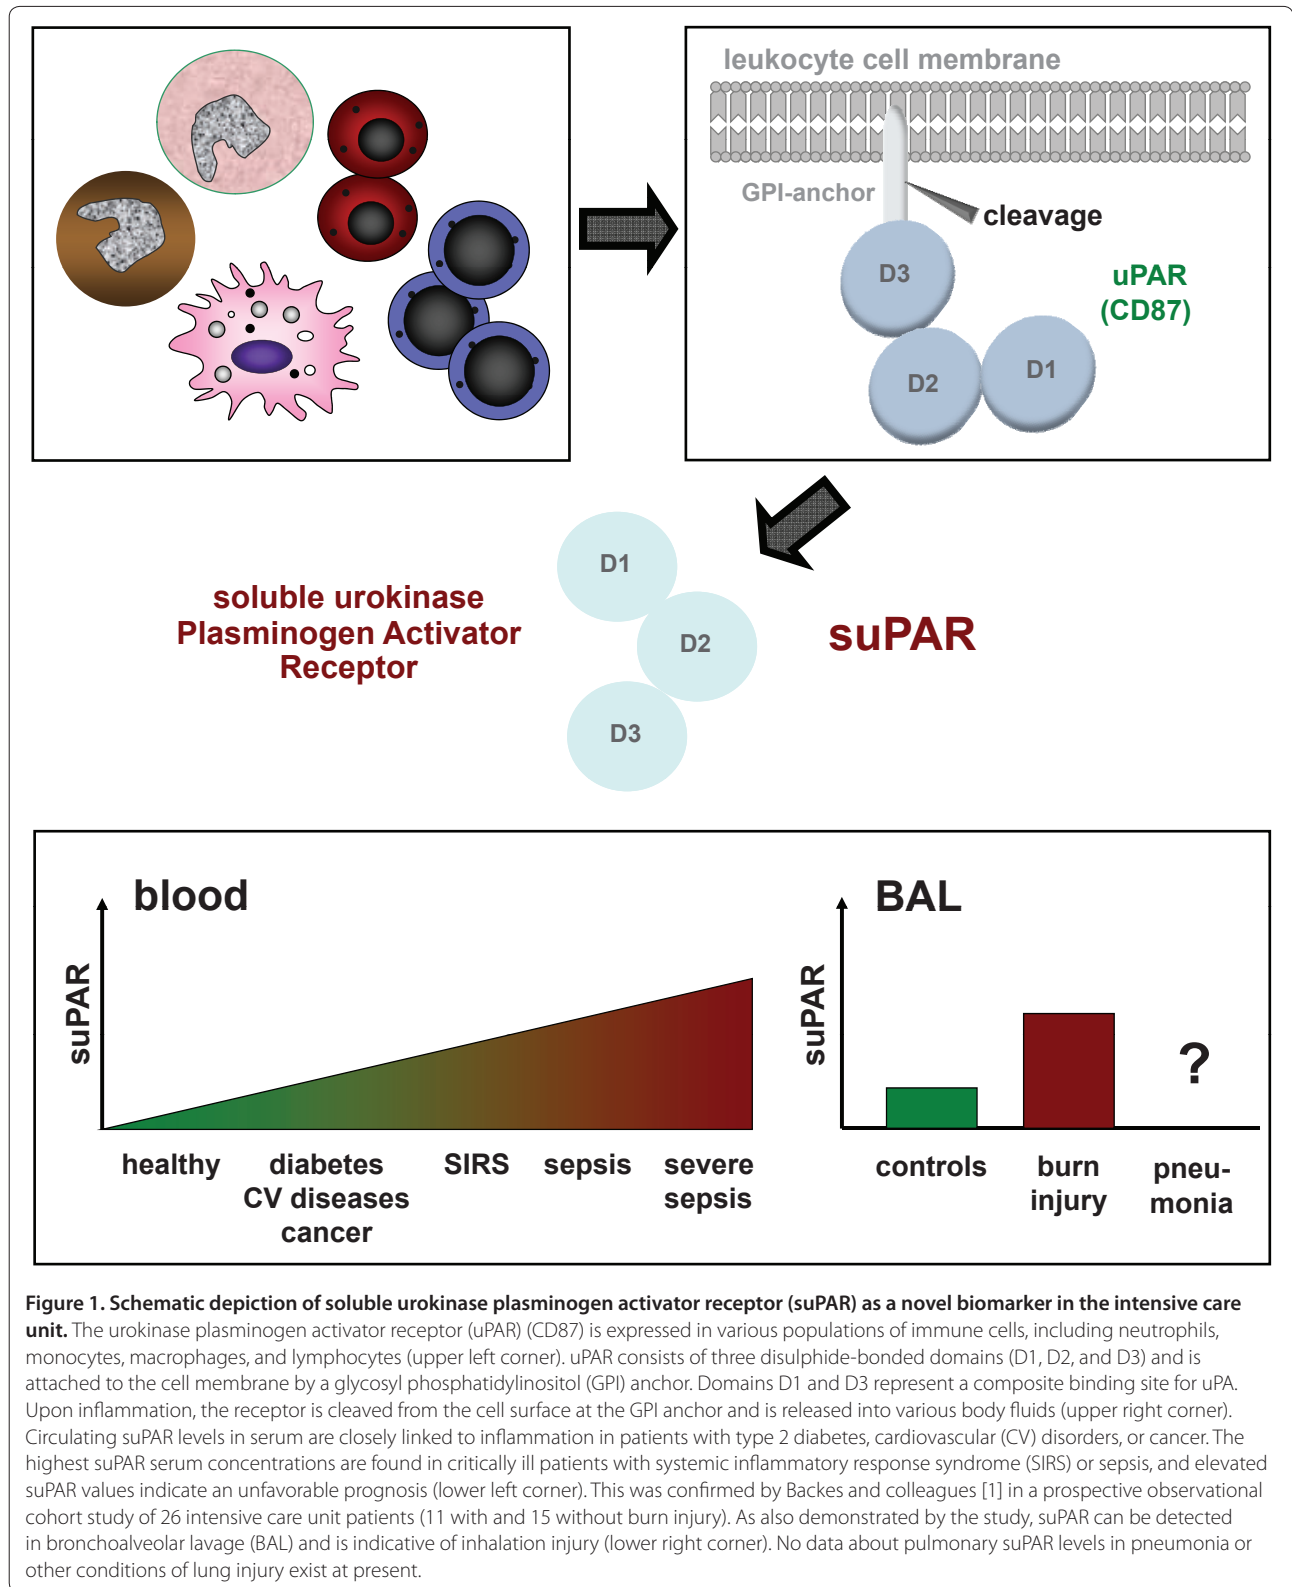 leukocyte cell membrane
GPI-anchor
cleavage
D3
uPAR
(CD87)
D2
D1
D1
soluble urokinase
Plasminogen Activator
Receptor
D2
suPAR
D3
blood
suPAR
healthy
diabetes
CV diseases
cancer
SIRS
sepsis
severe
sepsis
BAL
suPAR
?
controls
burn
injury
pneu-
monia
Figure 1. Schematic depiction of soluble urokinase plasminogen activator receptor (suPAR) as a novel biomarker in the intensive care
unit. The urokinase plasminogen activator receptor (uPAR) (CD87) is expressed in various populations of immune cells, including neutrophils,
monocytes, macrophages, and lymphocytes (upper left corner). uPAR consists of three disulphide-bonded domains (D1, D2, and D3) and is
attached to the cell membrane by a glycosyl phosphatidylinositol (GPI) anchor. Domains D1 and D3 represent a composite binding site for uPA.
Upon inflammation, the receptor is cleaved from the cell surface at the GPI anchor and is released into various body fluids (upper right corner).
Circulating suPAR levels in serum are closely linked to inflammation in patients with type 2 diabetes, cardiovascular (CV) disorders, or cancer. The
highest suPAR serum concentrations are found in critically ill patients with systemic inflammatory response syndrome (SIRS) or sepsis, and elevated
suPAR values indicate an unfavorable prognosis (lower left corner). This was confirmed by Backes and colleagues [1] in a prospective observational
cohort study of 26 intensive care unit patients (11 with and 15 without burn injury). As also demonstrated by the study, suPAR can be detected
in bronchoalveolar lavage (BAL) and is indicative of inhalation injury (lower right corner). No data about pulmonary suPAR levels in pneumonia or
other conditions of lung injury exist at present.